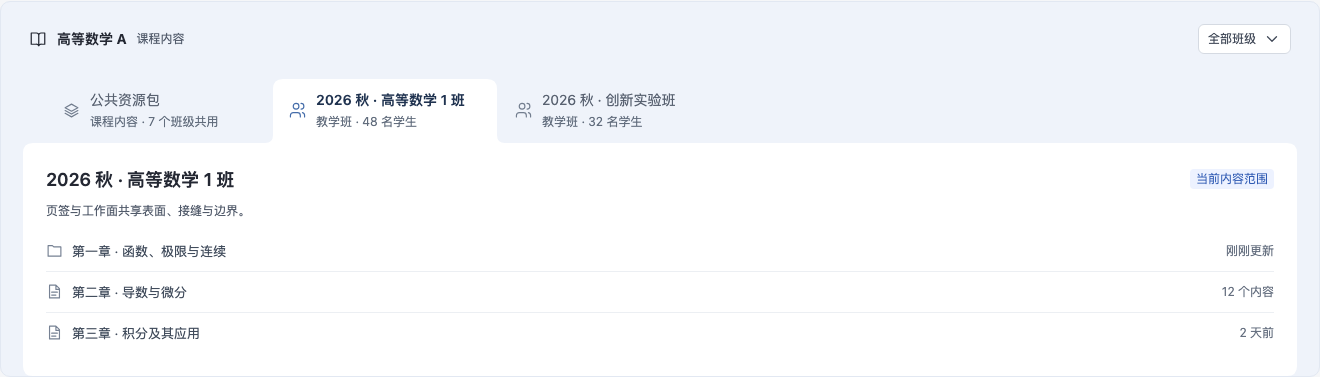 高等数学 A 课程内容
全部班级
公共资源包
课程内容 · 7 个班级共用
2026 秋 · 高等数学 1 班
教学班 · 48 名学生
2026 秋 · 创新实验班
教学班 · 32 名学生
2026 秋 · 高等数学 1 班
当前内容范围
页签与工作面共享表面、接缝与边界。
第一章 · 函数、极限与连续
刚刚更新
第二章 · 导数与微分
12 个内容
第三章 · 积分及其应用
2 天前